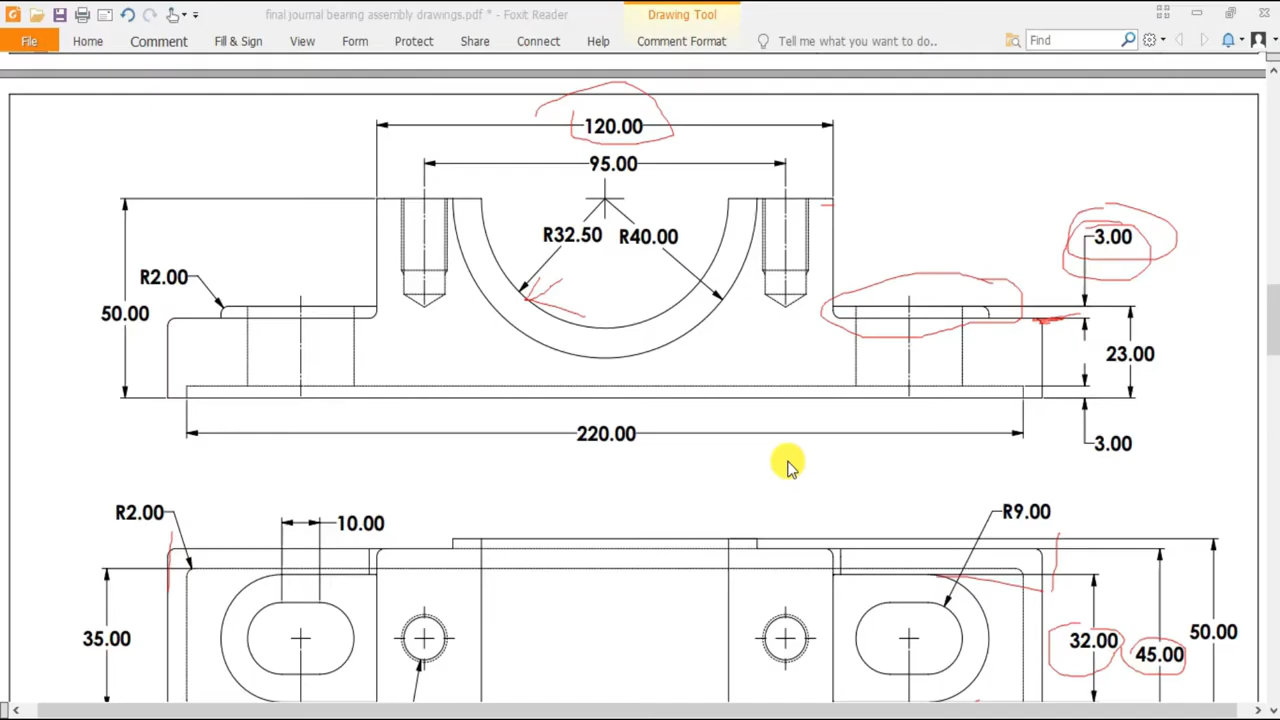 final journal bearing assembly drawings.pdf * - Foxit Reader
Drawing Tool
File Home Comment Fill & Sign View Form Protect Share Connect Help Comment Format Tell me what you want to do.. Find
120.00
95.00
R32.50 R40.00
3.00
R2.00
50.00
23.00
220.00
3.00
R2.00
10.00
R9.00
35.00
32.00
45.00
50.00